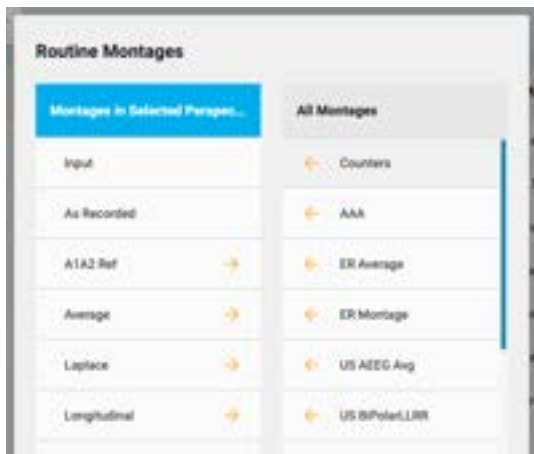 Routine Montages
Montages in Selected Perspec...
All Montages
Input
Counters
As Recorded
AAA
A1A2 Ref
ER Average
Average
ER Montage
Laplace
US AEEG Avg
Longitudinal
US BiPolarLLRR